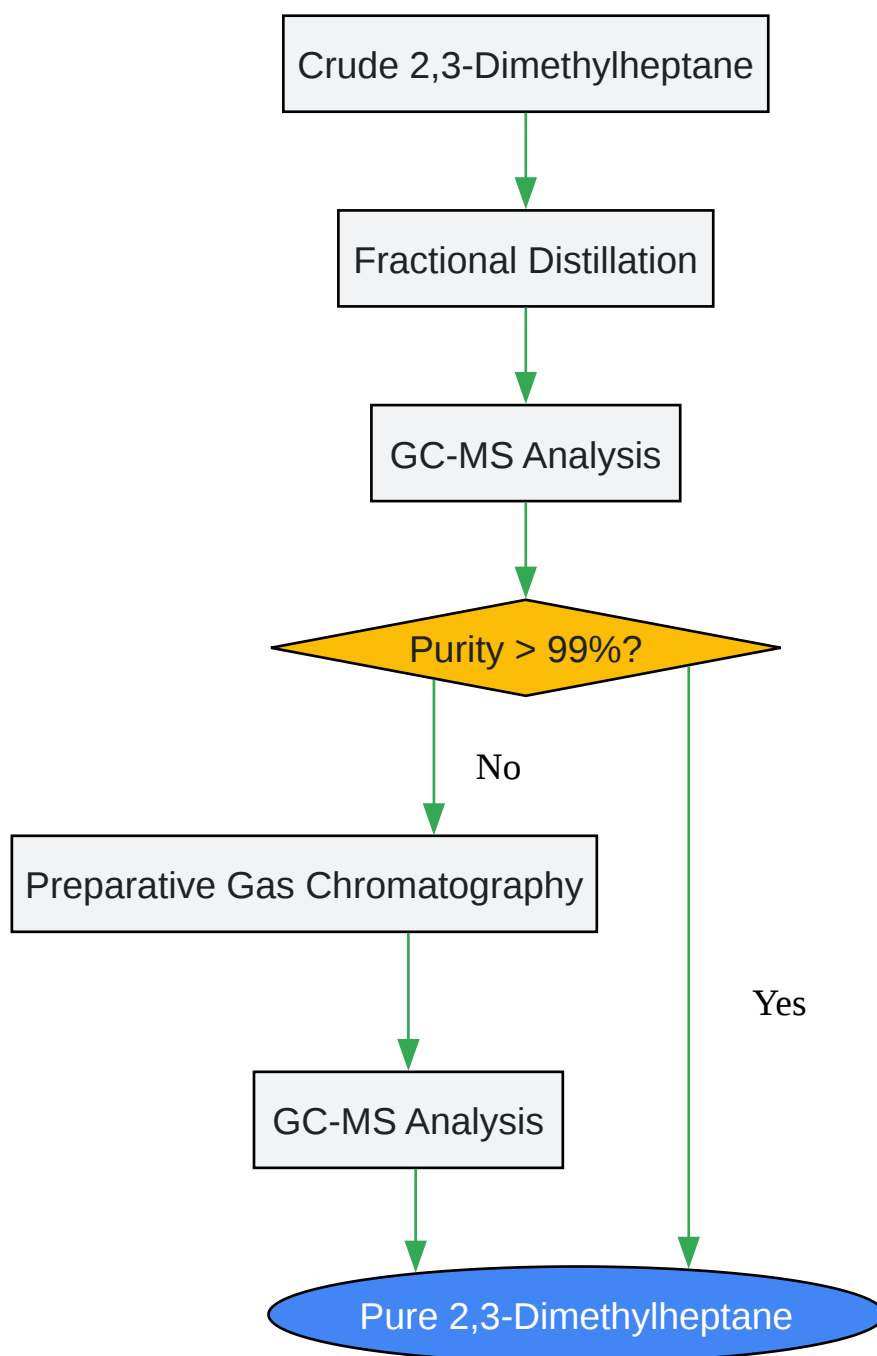 Crude 2,3-Dimethylheptane
Fractional Distillation
GC-MS Analysis
Purity > 99%?
No
Preparative Gas Chromatography
Yes
GC-MS Analysis
Pure 2,3-Dimethylheptane